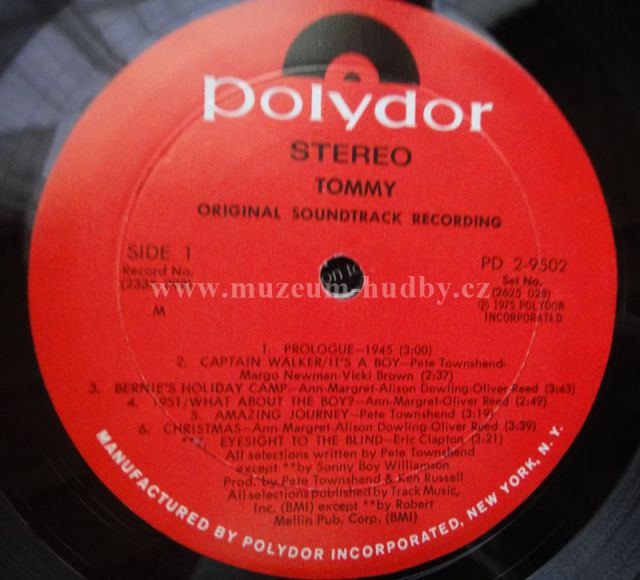 Polydor
STEREO
TOMMY
ORIGINAL SOUNDTRACK RECORDING
SIDE 1
Record No.
M
PD 2-9502
Set No.
(2625 028)
℗ 1975 POLYDOR
INCORPORATED
www.muzeum-hudby.cz
1. PROLOGUE—1945 (3:00)
2. CAPTAIN WALKER/IT'S A BOY—Pete Townshend-
Margo Newman-Vicki Brown (2:37)
3. BERNIE'S HOLIDAY CAMP—Ann-Margret-Alison Dowling-Oliver Reed (3:43)
4. 1951/WHAT ABOUT THE BOY?—Ann-Margret-Oliver Reed (2:49)
5. AMAZING JOURNEY—Pete Townshend (3:19)
6. CHRISTMAS—Ann-Margret-Alison Dowling-Oliver Reed (3:39)
**7. EYESIGHT TO THE BLIND—Eric Clapton (3:21)
All selections written by Pete Townshend
except **by Sonny Boy Williamson
Prod. by Pete Townshend & Ken Russell
All selections published by Track Music,
Inc. (BMI) except **by Robert
Mellin Pub. Corp. (BMI)
MANUFACTURED BY POLYDOR INCORPORATED, NEW YORK, N.Y.